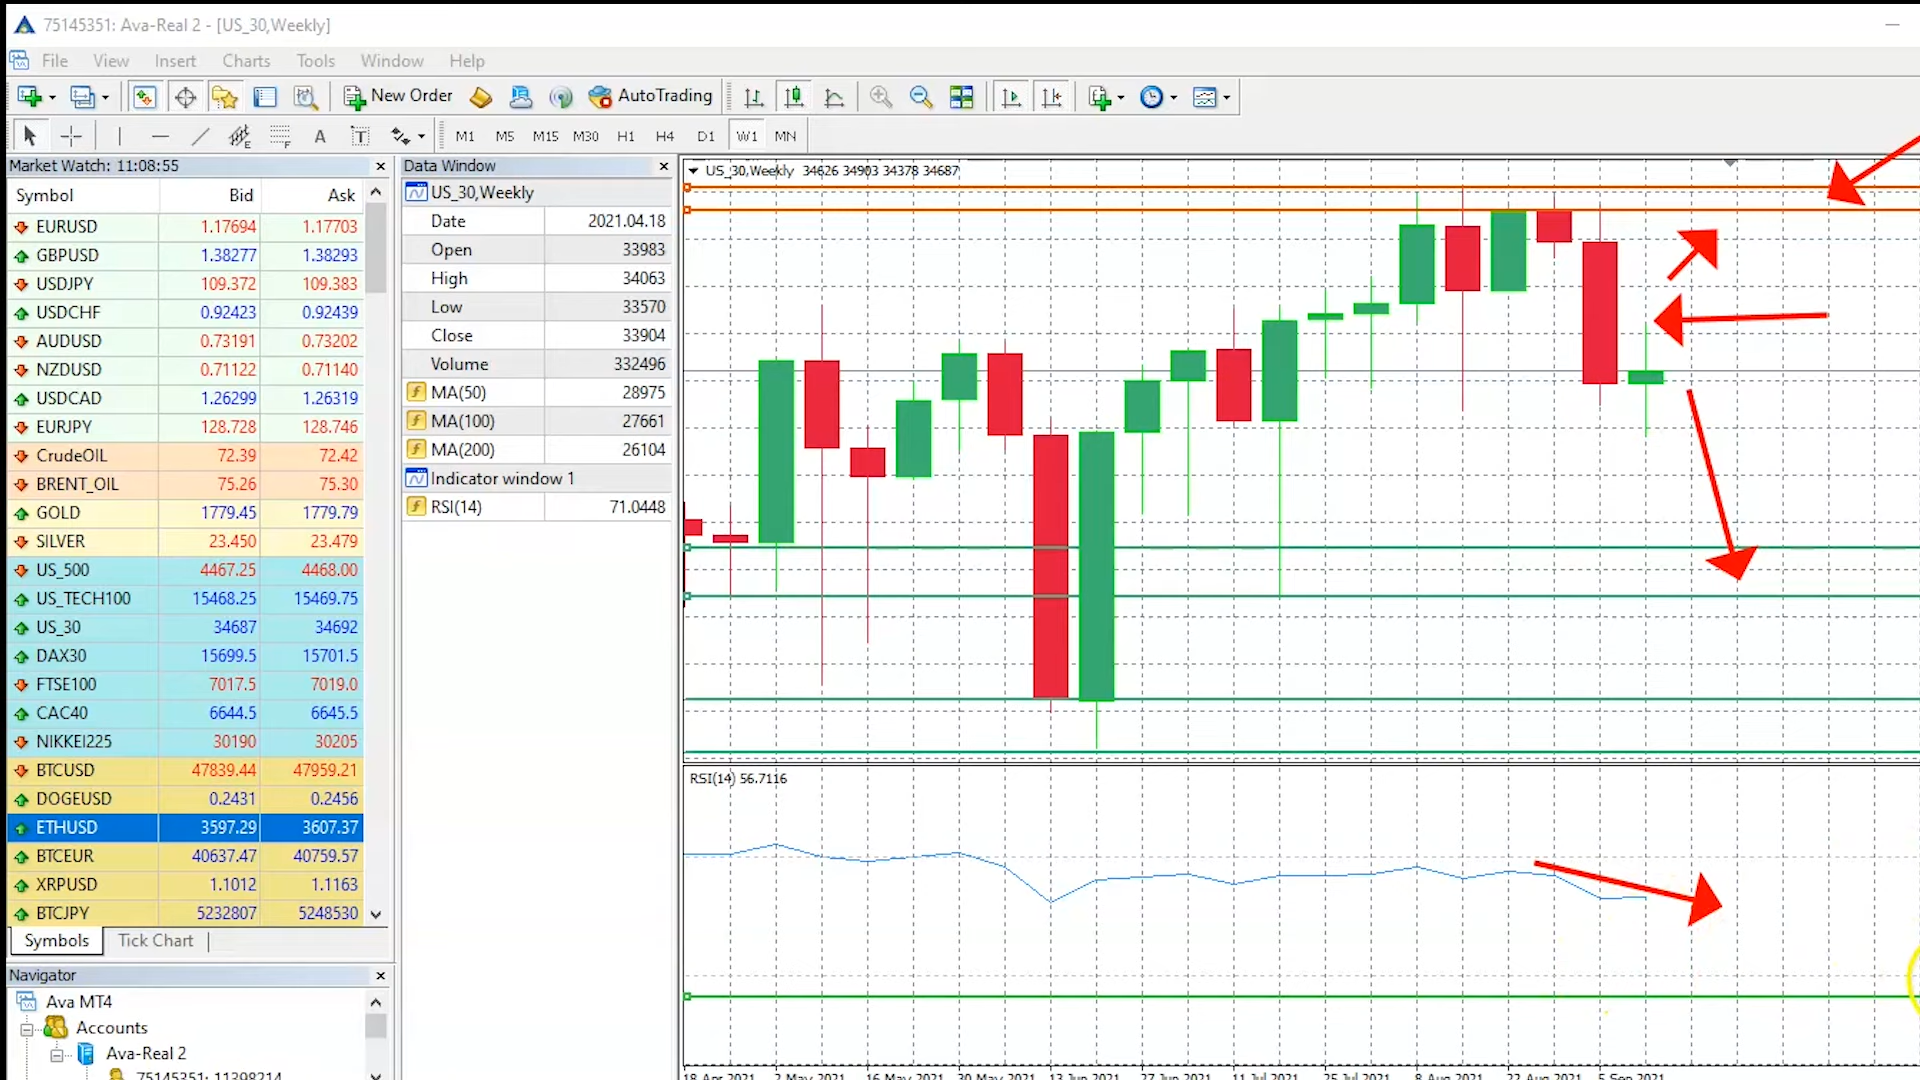 75145351: Ava-Real 2 - [US_30,Weekly]
File View Insert Charts Tools Window Help
New Order AutoTrading
A T M1 M5 M15 M30 H1 H4 D1 W1 MN
Market Watch: 11:08:55
Symbol Bid Ask
EURUSD 1.17694 1.17703
GBPUSD 1.38277 1.38293
USDJPY 109.372 109.383
USDCHF 0.92423 0.92439
AUDUSD 0.73191 0.73202
NZDUSD 0.71122 0.71140
USDCAD 1.26299 1.26319
EURJPY 128.728 128.746
CrudeOIL 72.39 72.42
BRENT_OIL 75.26 75.30
GOLD 1779.45 1779.79
SILVER 23.450 23.479
US_500 4467.25 4468.00
US_TECH100 15468.25 15469.75
US_30 34687 34692
DAX30 15699.5 15701.5
FTSE100 7017.5 7019.0
CAC40 6644.5 6645.5
NIKKEI225 30190 30205
BTCUSD 47839.44 47959.21
DOGEUSD 0.2431 0.2456
ETHUSD 3597.29 3607.37
BTCEUR 40637.47 40759.57
XRPUSD 1.1012 1.1163
BTCJPY 5232807 5248530
Symbols Tick Chart
Navigator
Ava MT4
Accounts
Ava-Real 2
75145351: 11398214
Data Window
US_30,Weekly
Date 2021.04.18
Open 33983
High 34063
Low 33570
Close 33904
Volume 332496
MA(50) 28975
MA(100) 27661
MA(200) 26104
Indicator window 1
RSI(14) 71.0448
US_30,Weekly 34626 34903 34378 34687
RSI(14) 56.7116
18 Apr 2021 2 May 2021 16 May 2021 30 May 2021 13 Jun 2021 27 Jun 2021 11 Jul 2021 25 Jul 2021 8 Aug 2021 22 Aug 2021 5 Sep 2021